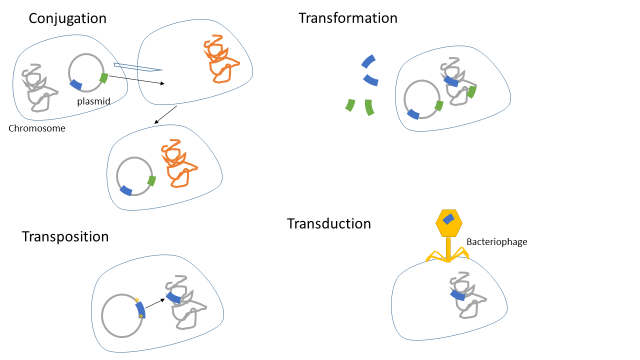 Conjugation
Transformation
plasmid
Chromosome
Transposition
Transduction
Bacteriophage